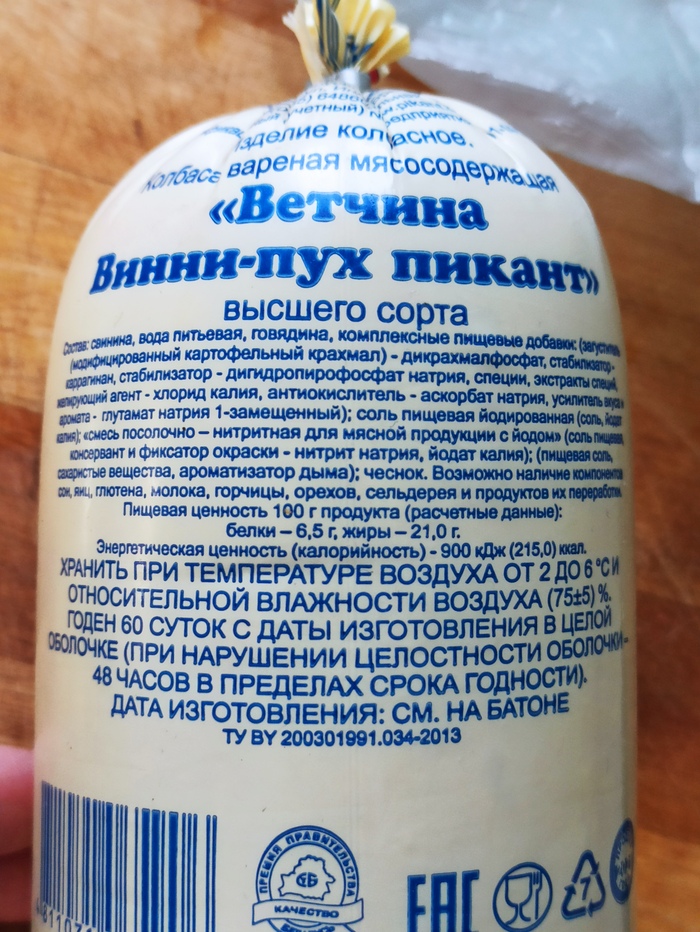 изделие колбасное.
Колбаса вареная мясосодержащая
«Ветчина
Винни-пух пикант»
высшего сорта
Состав: свинина, вода питьевая, говядина, комплексные пищевые добавки: (загуститель
(модифицированный картофельный крахмал) - дикрахмалфосфат, стабилизатор-
каррагинан, стабилизатор - дигидропирофосфат натрия, специи, экстракты специй,
желирующий агент - хлорид калия, антиокислитель - аскорбат натрия, усилитель вкуса и
аромата - глутамат натрия 1-замещенный); соль пищевая йодированная (соль, йодат
калия); «смесь посолочно – нитритная для мясной продукции с йодом» (соль пищевая,
консервант и фиксатор окраски - нитрит натрия, йодат калия); (пищевая соль,
сахаристые вещества, ароматизатор дыма); чеснок. Возможно наличие компонентов
сои, яиц, глютена, молока, горчицы, орехов, сельдерея и продуктов их переработки.
Пищевая ценность 100 г продукта (расчетные данные):
белки – 6,5 г, жиры – 21,0 г.
Энергетическая ценность (калорийность) - 900 кДж (215,0) ккал.
ХРАНИТЬ ПРИ ТЕМПЕРАТУРЕ ВОЗДУХА ОТ 2 ДО 6 °С И
ОТНОСИТЕЛЬНОЙ ВЛАЖНОСТИ ВОЗДУХА (75±5) %.
ГОДЕН 60 СУТОК С ДАТЫ ИЗГОТОВЛЕНИЯ В ЦЕЛОЙ
ОБОЛОЧКЕ (ПРИ НАРУШЕНИИ ЦЕЛОСТНОСТИ ОБОЛОЧКИ –
48 ЧАСОВ В ПРЕДЕЛАХ СРОКА ГОДНОСТИ).
ДАТА ИЗГОТОВЛЕНИЯ: СМ. НА БАТОНЕ
ТУ BY 200301991.034-2013
ПРЕМИЯ ПРАВИТЕЛЬСТВА
СБ
КАЧЕСТВО
EAC
7